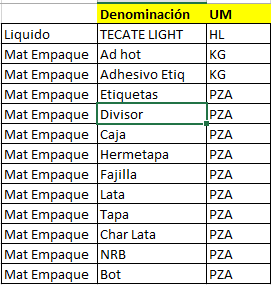 Denominación UM
Liquido TECATE LIGHT HL
Mat Empaque Ad hot KG
Mat Empaque Adhesivo Etiq KG
Mat Empaque Etiquetas PZA
Mat Empaque Divisor PZA
Mat Empaque Caja PZA
Mat Empaque Hermetapa PZA
Mat Empaque Fajilla PZA
Mat Empaque Lata PZA
Mat Empaque Tapa PZA
Mat Empaque Char Lata PZA
Mat Empaque NRB PZA
Mat Empaque Bot PZA